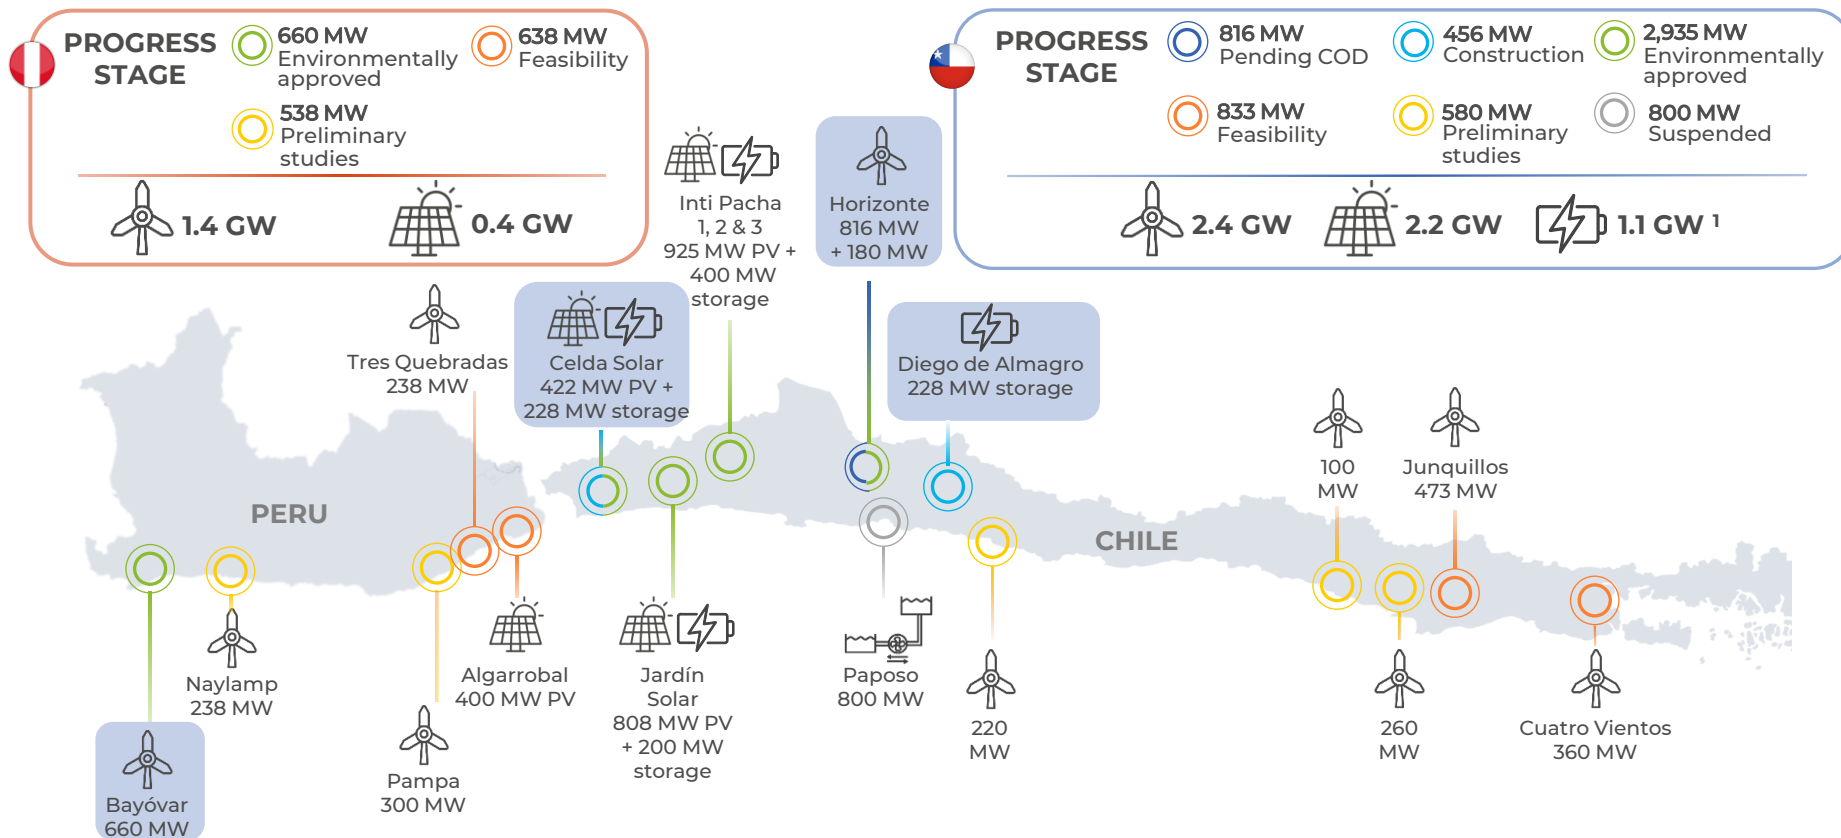 PROGRESS
STAGE
660 MW
Environmentally
approved
638 MW
Feasibility
538 MW
Preliminary
studies
1.4 GW
0.4 GW
PROGRESS
STAGE
816 MW
Pending COD
456 MW
Construction
2,935 MW
Environmentally
approved
833 MW
Feasibility
580 MW
Preliminary
studies
800 MW
Suspended
2.4 GW
2.2 GW
1.1 GW 1
Inti Pacha
1, 2 & 3
925 MW PV +
400 MW
storage
Horizonte
816 MW
+ 180 MW
Tres Quebradas
238 MW
Celda Solar
422 MW PV +
228 MW storage
Diego de Almagro
228 MW storage
100
MW
Junquillos
473 MW
PERU
CHILE
Naylamp
238 MW
Algarrobal
400 MW PV
Jardín
Solar
808 MW PV
+ 200 MW
storage
Paposo
800 MW
220
MW
260
MW
Cuatro Vientos
360 MW
Pampa
300 MW
Bayóvar
660 MW